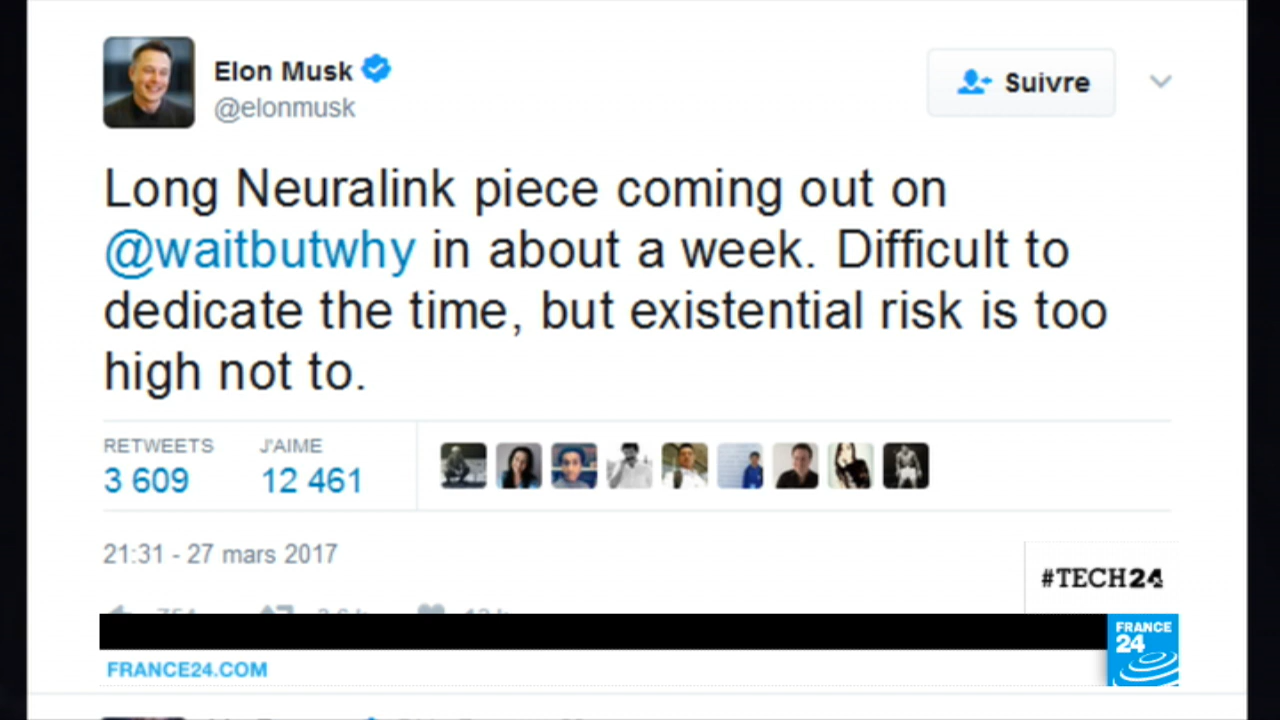 Elon Musk
@elonmusk
Suivre
Long Neuralink piece coming out on
@waitbutwhy in about a week. Difficult to
dedicate the time, but existential risk is too
high not to.
RETWEETS J'AIME
3 609 12 461
21:31 - 27 mars 2017
#TECH24
FRANCE
24
FRANCE24.COM